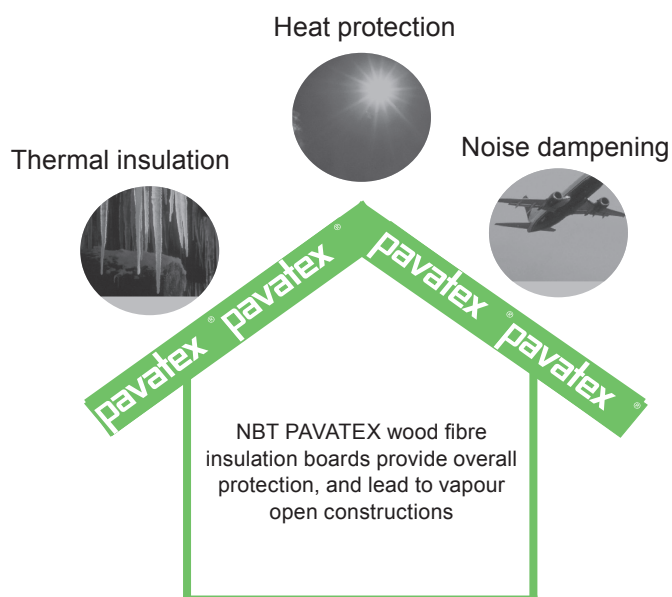 Heat protection
Thermal insulation
Noise dampening
pavatex®
pavatex®
pavatex®
pavatex®
NBT PAVATEX wood fibre
insulation boards provide overall
protection, and lead to vapour
open constructions